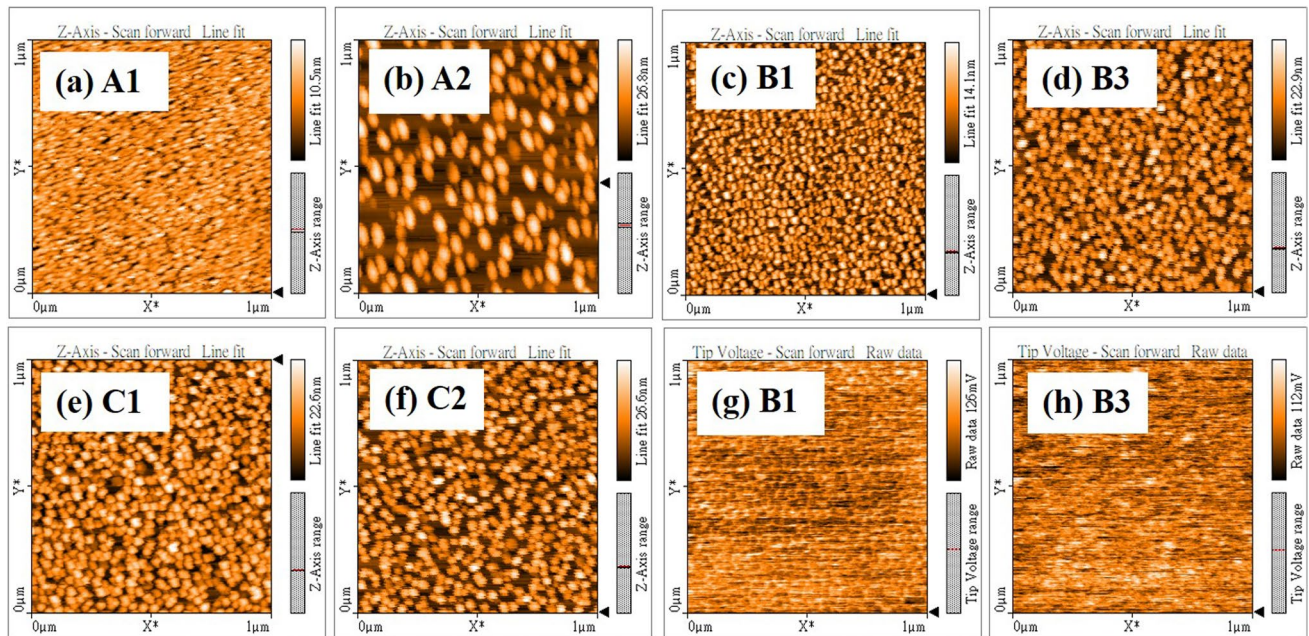 Z-Axis - Scan forward Line fit
(a) A1
1µm
Y*
0µm
0µm X* 1µm
Line fit 10.5nm
Z-Axis range
Z-Axis - Scan forward Line fit
(b) A2
1µm
Y*
0µm
0µm X* 1µm
Line fit 26.8nm
Z-Axis range
Z-Axis - Scan forward Line fit
(c) B1
1µm
Y*
0µm
0µm X* 1µm
Line fit 14.1nm
Z-Axis range
Z-Axis - Scan forward Line fit
(d) B3
1µm
Y*
0µm
0µm X* 1µm
Line fit 22.9nm
Z-Axis range
Z-Axis - Scan forward Line fit
(e) C1
1µm
Y*
0µm
0µm X* 1µm
Line fit 22.6nm
Z-Axis range
Z-Axis - Scan forward Line fit
(f) C2
1µm
Y*
0µm
0µm X* 1µm
Line fit 26.6nm
Z-Axis range
Tip Voltage - Scan forward Raw data
(g) B1
1µm
Y*
0µm
0µm X* 1µm
Raw data 126mV
Tip Voltage range
Tip Voltage - Scan forward Raw data
(h) B3
1µm
Y*
0µm
0µm X* 1µm
Raw data 112mV
Tip Voltage range